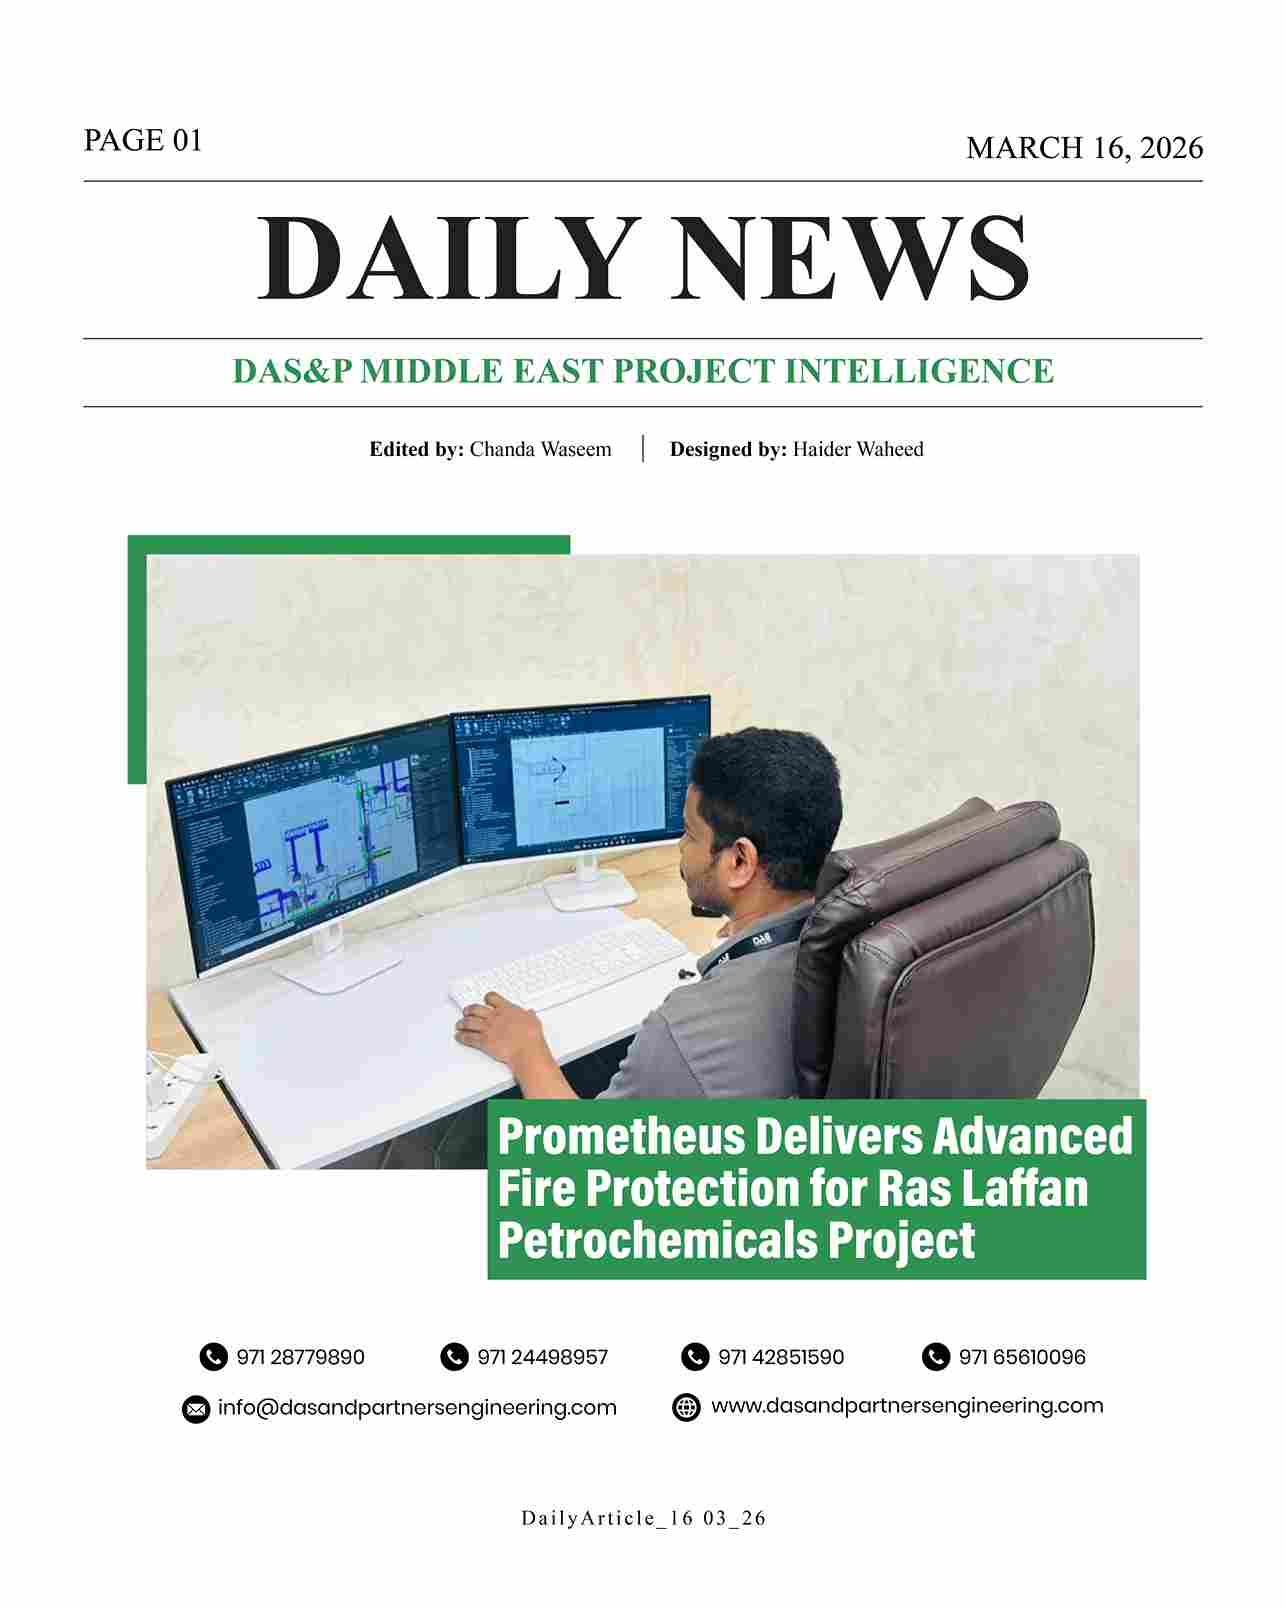 PAGE 01
MARCH 16, 2026
DAILY NEWS
DAS&P MIDDLE EAST PROJECT INTELLIGENCE
Edited by: Chanda Waseem | Designed by: Haider Waheed
Prometheus Delivers Advanced
Fire Protection for Ras Laffan
Petrochemicals Project
971 28779890
971 24498957
971 42851590
971 65610096
info@dasandpartnersengineering.com
www.dasandpartnersengineering.com
DailyArticle_16 03_26